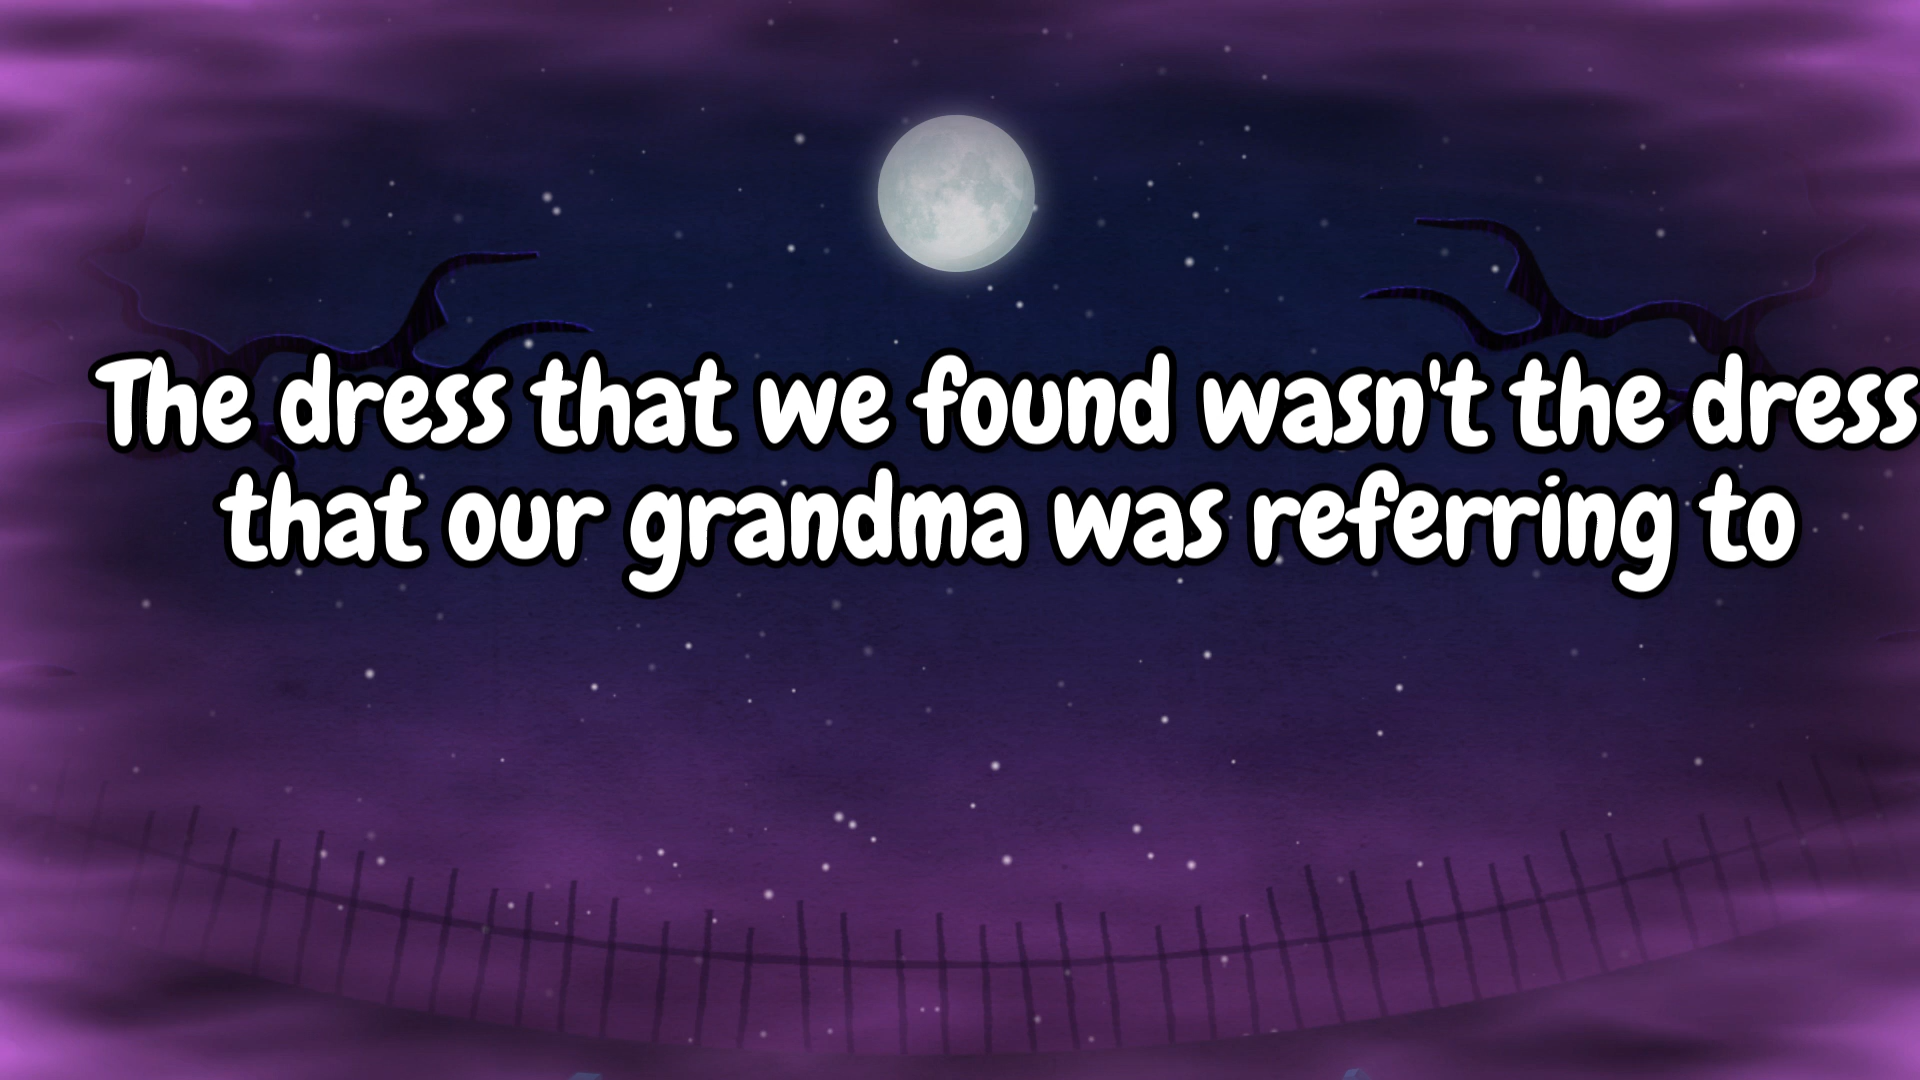 The dress that we found wasn't the dress
that our grandma was referring to